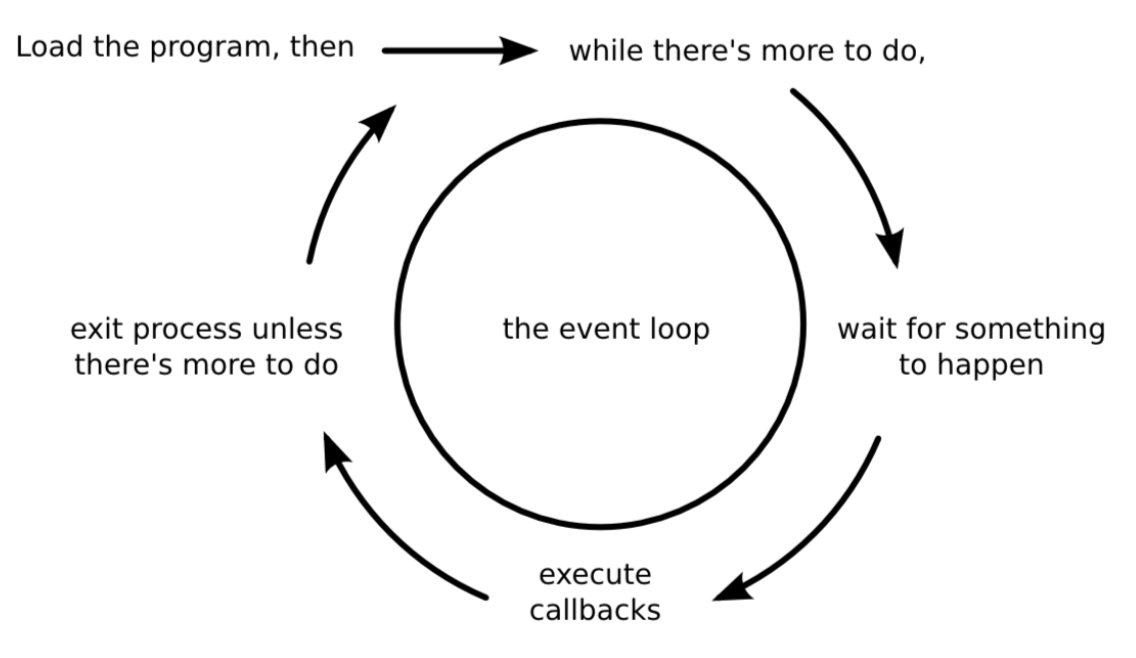 Load the program, then
while there's more to do,
wait for something
to happen
execute
callbacks
exit process unless
there's more to do
the event loop